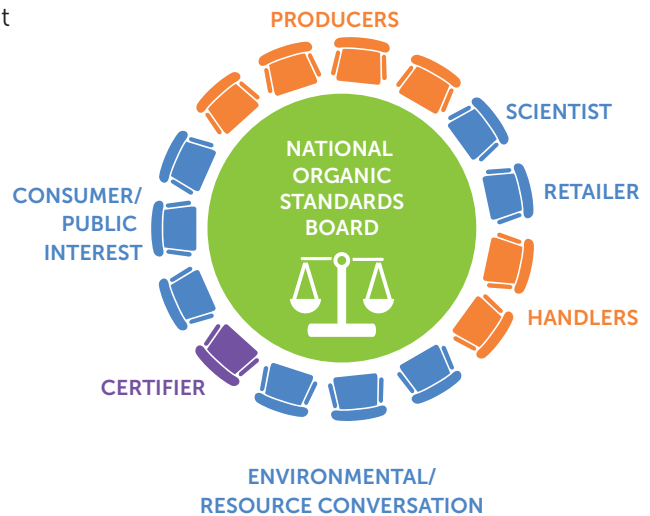 t
PRODUCERS
SCIENTIST
RETAILER
HANDLERS
ENVIRONMENTAL/
RESOURCE CONVERSATION
CERTIFIER
CONSUMER/
PUBLIC
INTEREST
NATIONAL
ORGANIC
STANDARDS
BOARD